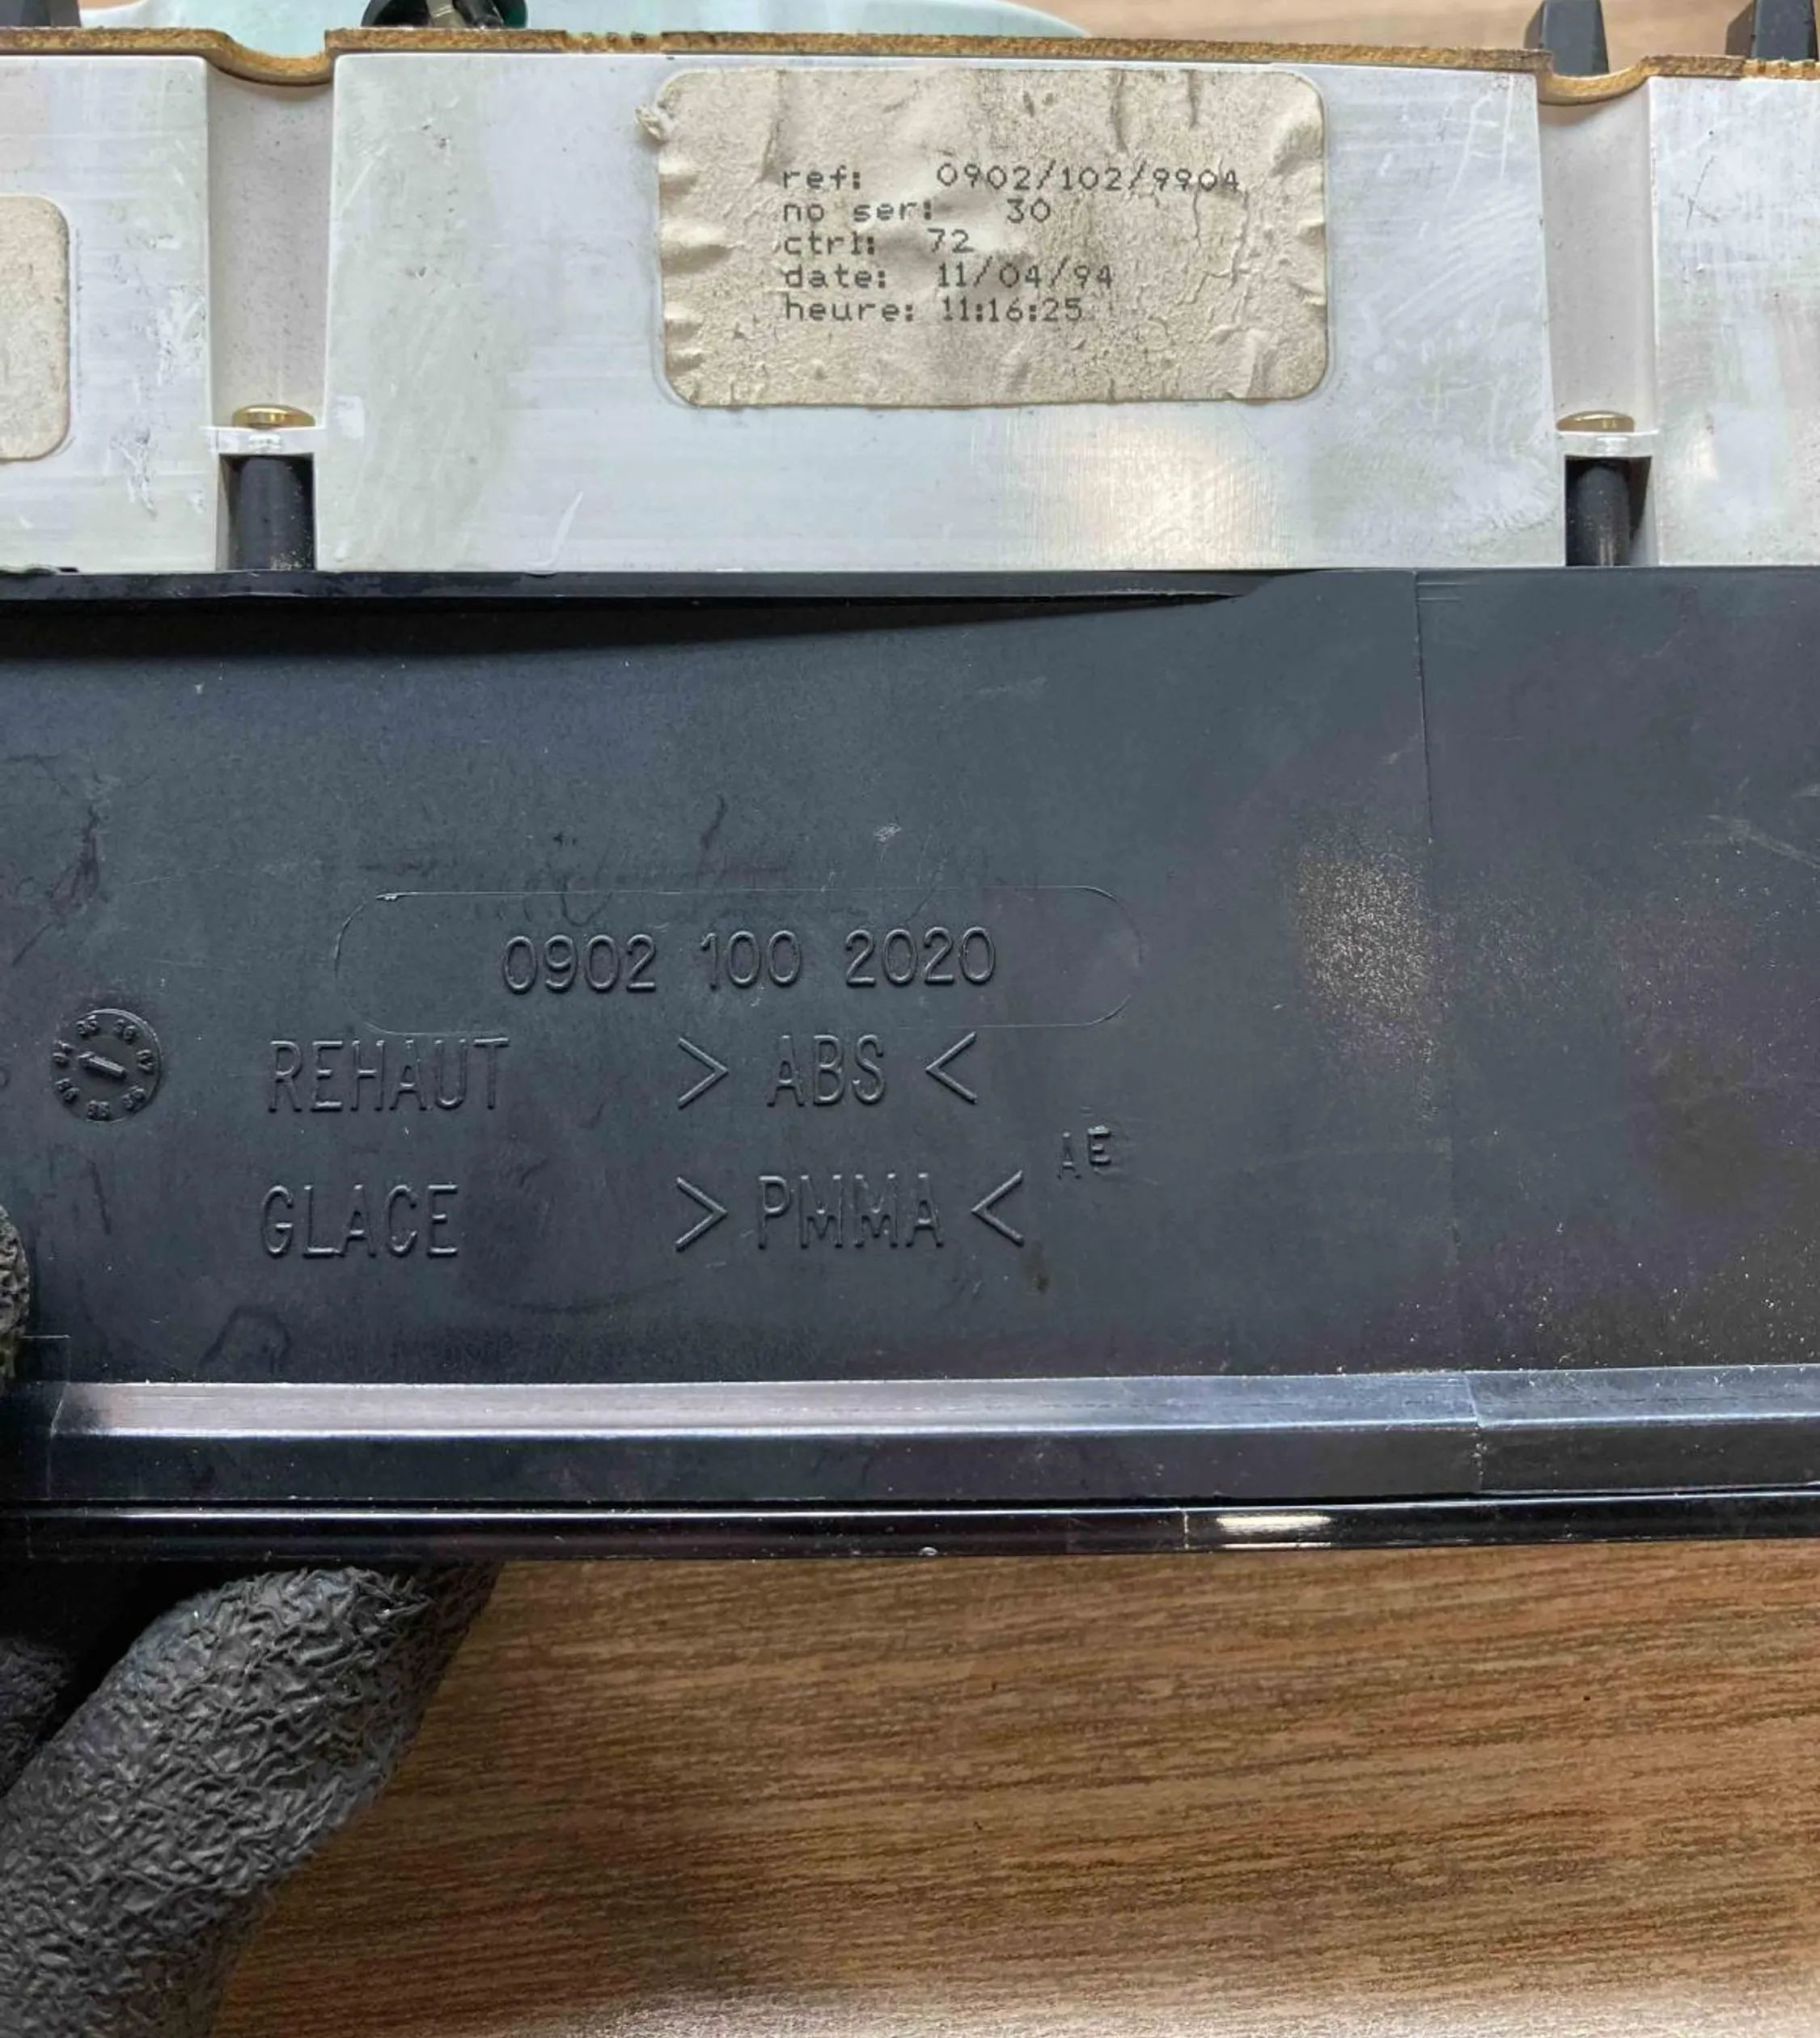 ref: 0902/102/9904
no ser: 30
ctrl: 72
date: 11/04/94
heure: 11:16:25
0902 100 2020
REHAUT > ABS <
AE
GLACE > PMMA <